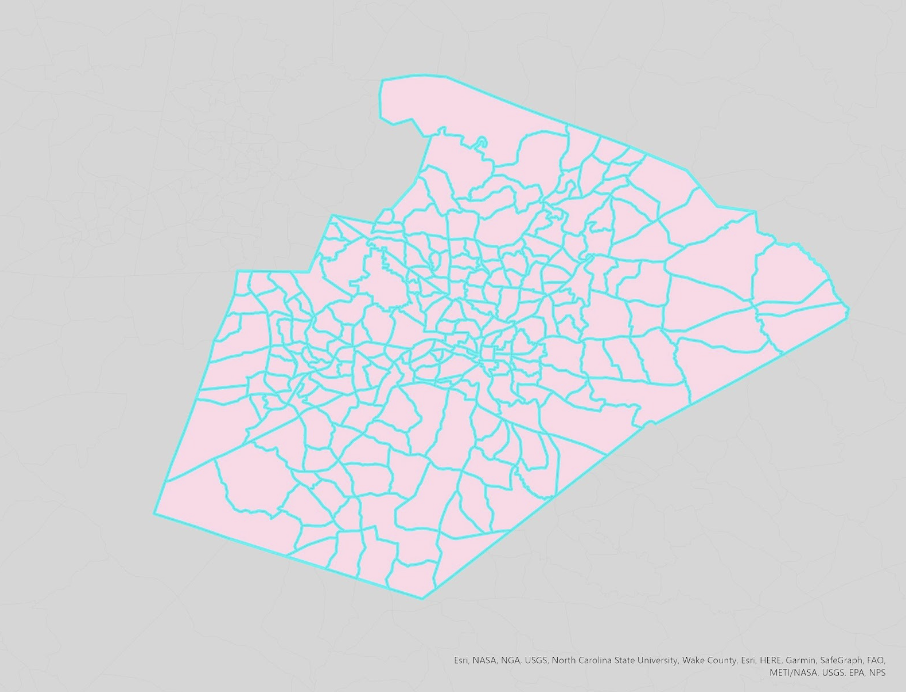 Esri, NASA, NGA, USGS, North Carolina State University, Wake County, Esri, HERE, Garmin, SafeGraph, FAO,
METI/NASA, USGS, EPA, NPS